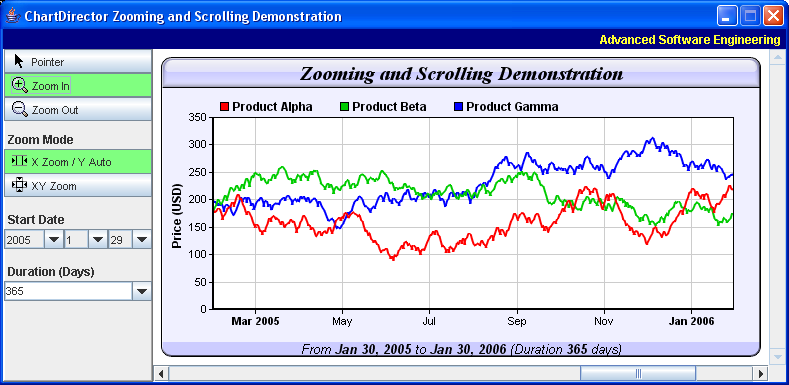 ChartDirector Zooming and Scrolling Demonstration
Advanced Software Engineering
Pointer
Zoom In
Zoom Out
Zoom Mode
X Zoom / Y Auto
XY Zoom
Start Date
2005 1 29
Duration (Days)
365
Zooming and Scrolling Demonstration
Product Alpha Product Beta Product Gamma
Price (USD)
350
300
250
200
150
100
50
0
Mar 2005 May Jul Sep Nov Jan 2006
From Jan 30, 2005 to Jan 30, 2006 (Duration 365 days)